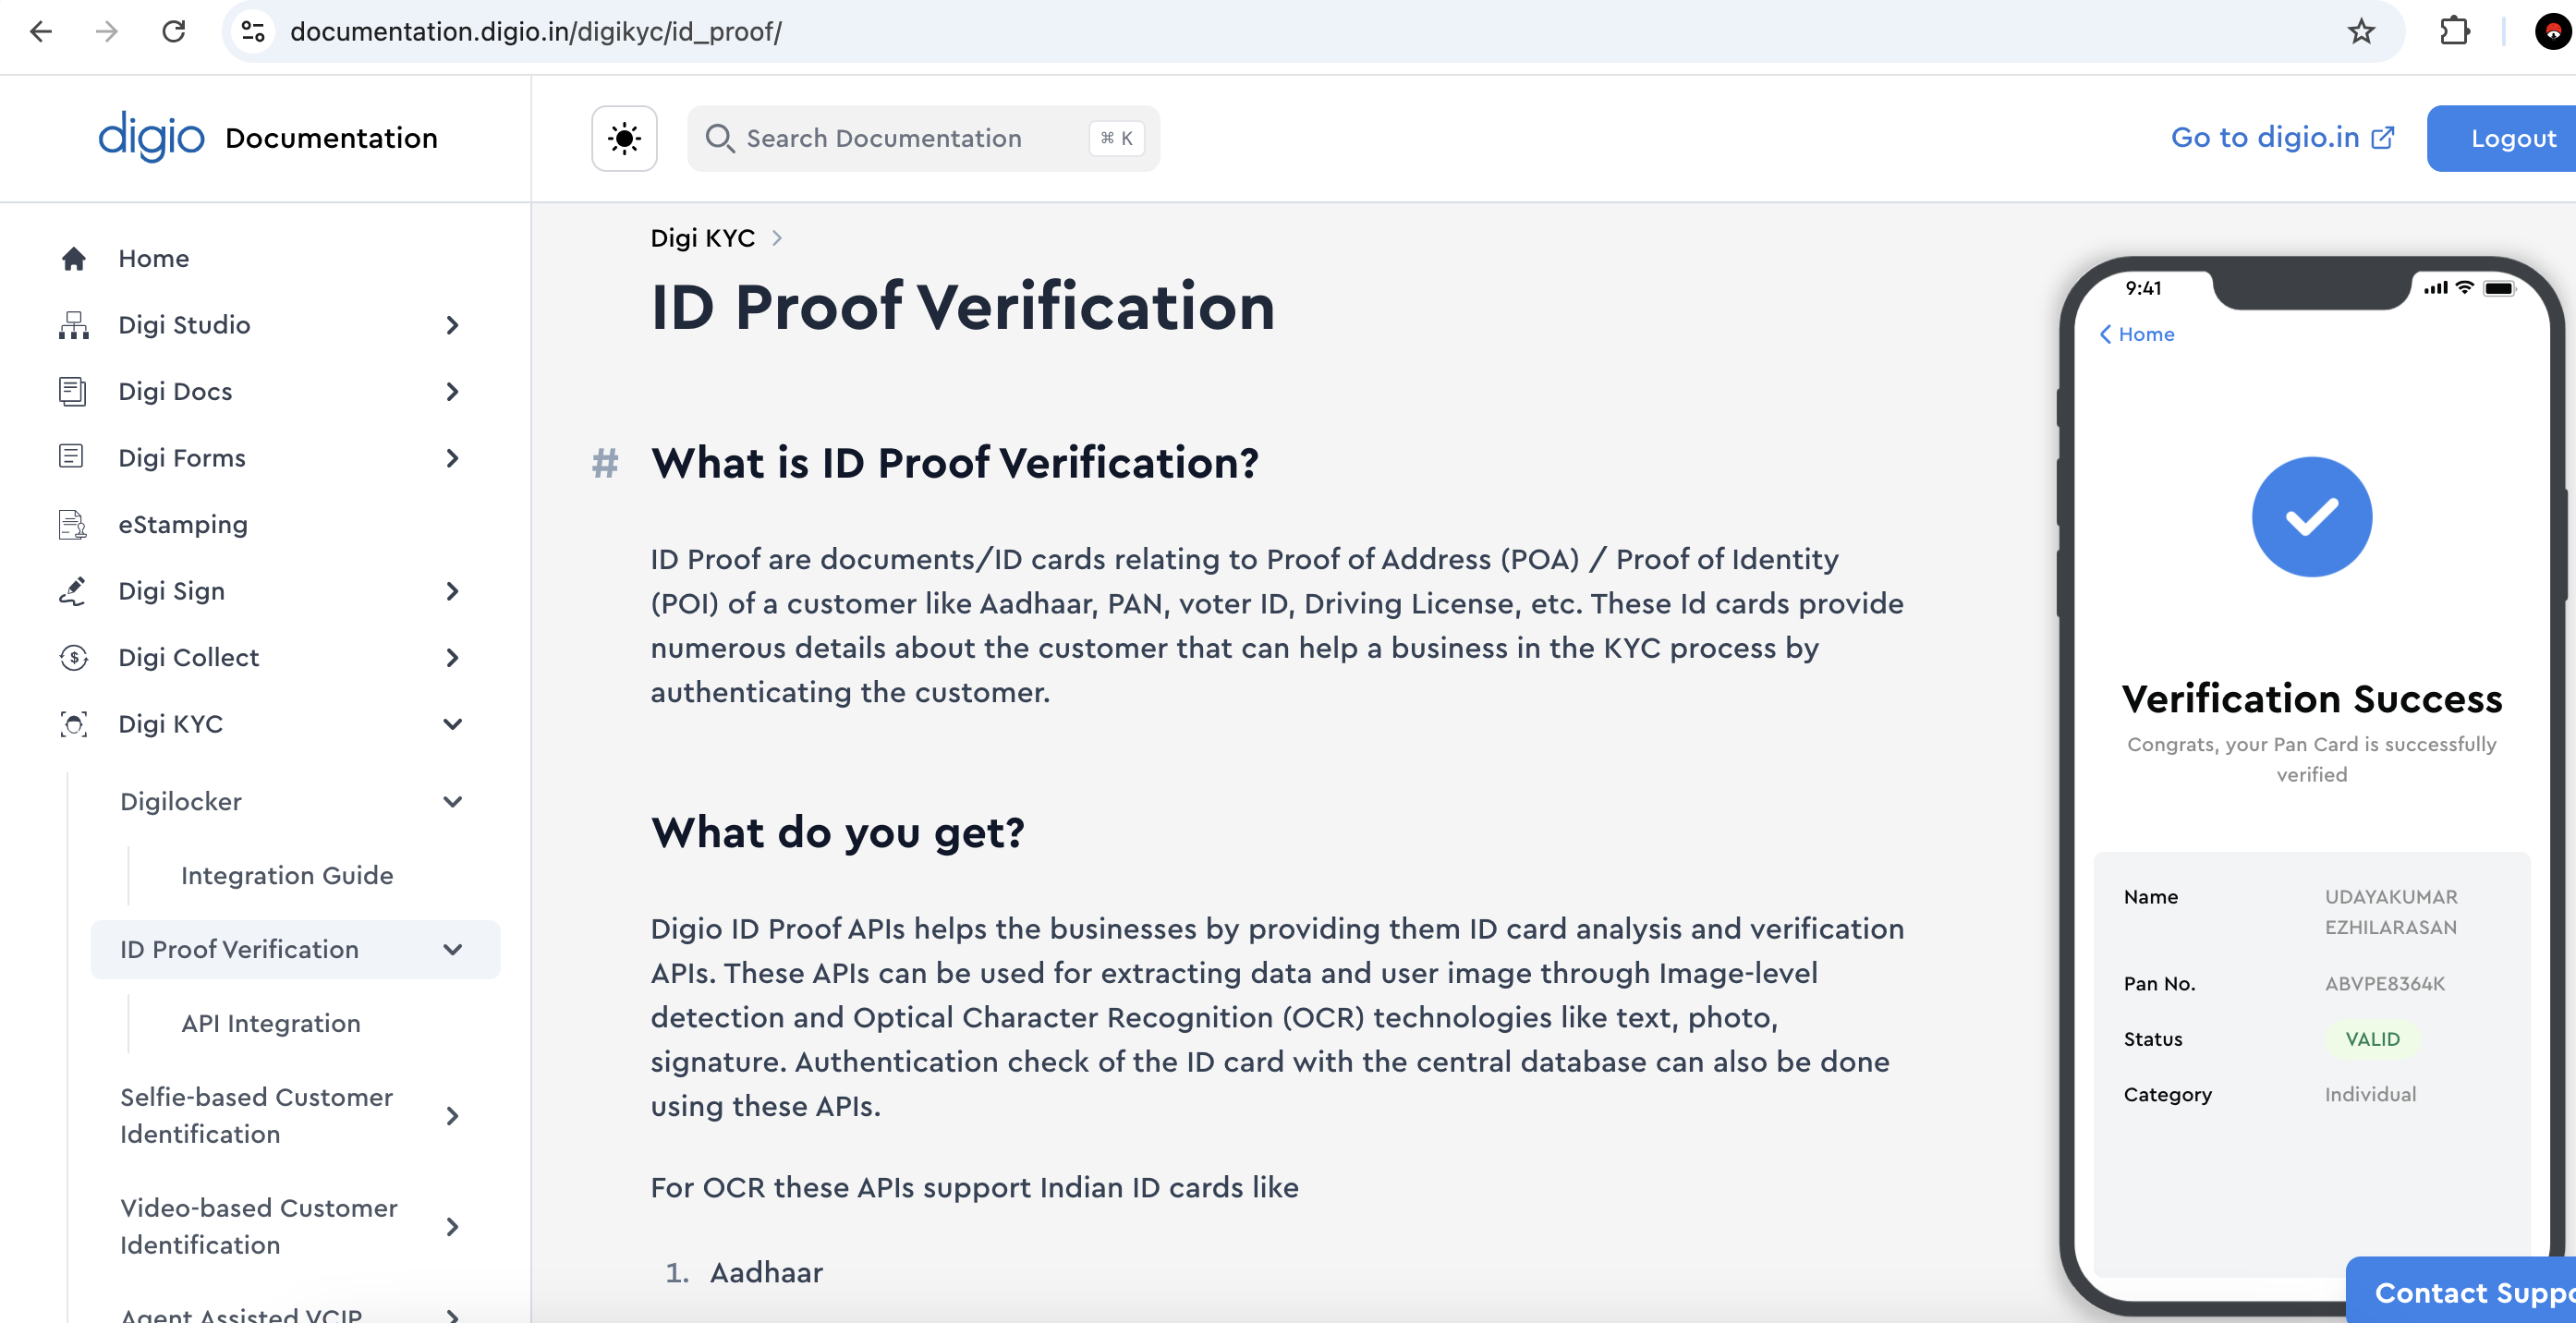 documentation.digio.in/digikyc/id_proof/
digio Documentation
Search Documentation
⌘ K
Go to digio.in
Logout
Home
Digi Studio
Digi Docs
Digi Forms
eStamping
Digi Sign
Digi Collect
Digi KYC
Digilocker
Integration Guide
ID Proof Verification
API Integration
Selfie-based Customer
Identification
Video-based Customer
Identification
Agent Assisted VCIP
Digi KYC
ID Proof Verification
# What is ID Proof Verification?
ID Proof are documents/ID cards relating to Proof of Address (POA) / Proof of Identity
(POI) of a customer like Aadhaar, PAN, voter ID, Driving License, etc. These Id cards provide
numerous details about the customer that can help a business in the KYC process by
authenticating the customer.
What do you get?
Digio ID Proof APIs helps the businesses by providing them ID card analysis and verification
APIs. These APIs can be used for extracting data and user image through Image-level
detection and Optical Character Recognition (OCR) technologies like text, photo,
signature. Authentication check of the ID card with the central database can also be done
using these APIs.
For OCR these APIs support Indian ID cards like
1. Aadhaar
9:41
Home
Verification Success
Congrats, your Pan Card is successfully
verified
Name UDAYAKUMAR
EZHILARASAN
Pan No. ABVPE8364K
Status VALID
Category Individual
Contact Suppo